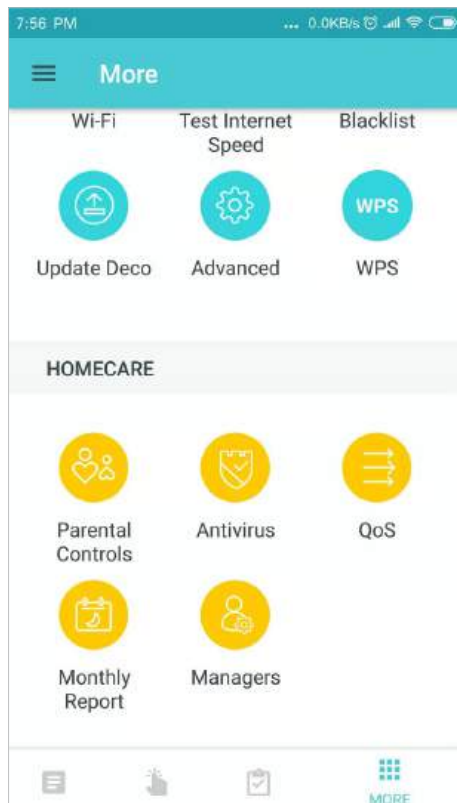 7:56 PM ... 0.0KB/s
More
Wi-Fi Test Internet Speed Blacklist
Update Deco Advanced WPS WPS
HOMECARE
Parental Controls Antivirus QoS
Monthly Report Managers
MORE